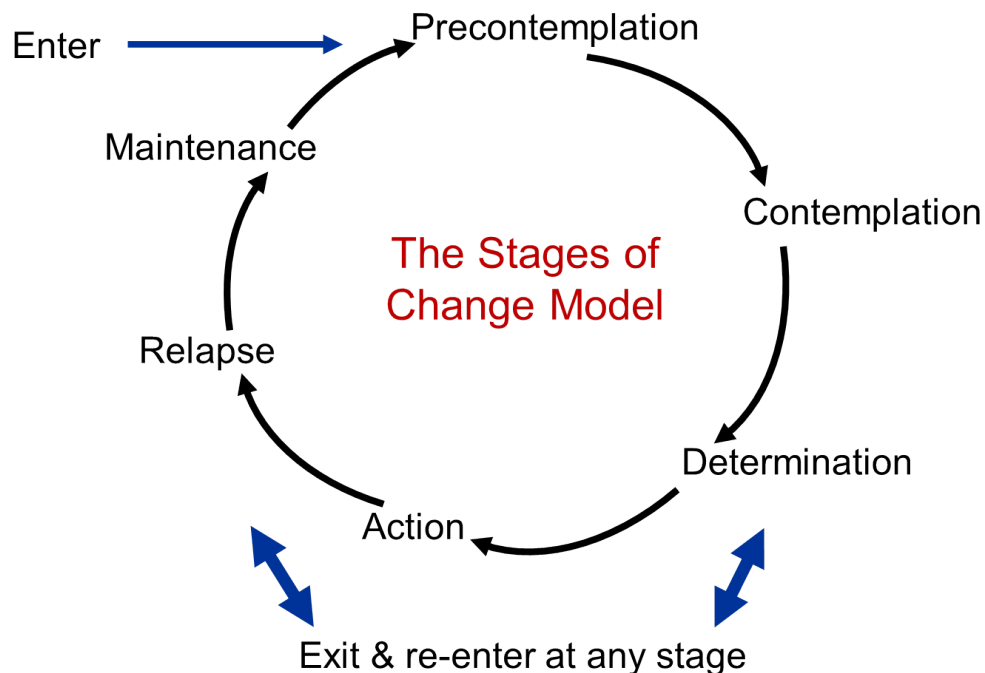 Enter
Precontemplation
Maintenance
Contemplation
The Stages of
Change Model
Relapse
Determination
Action
Exit & re-enter at any stage